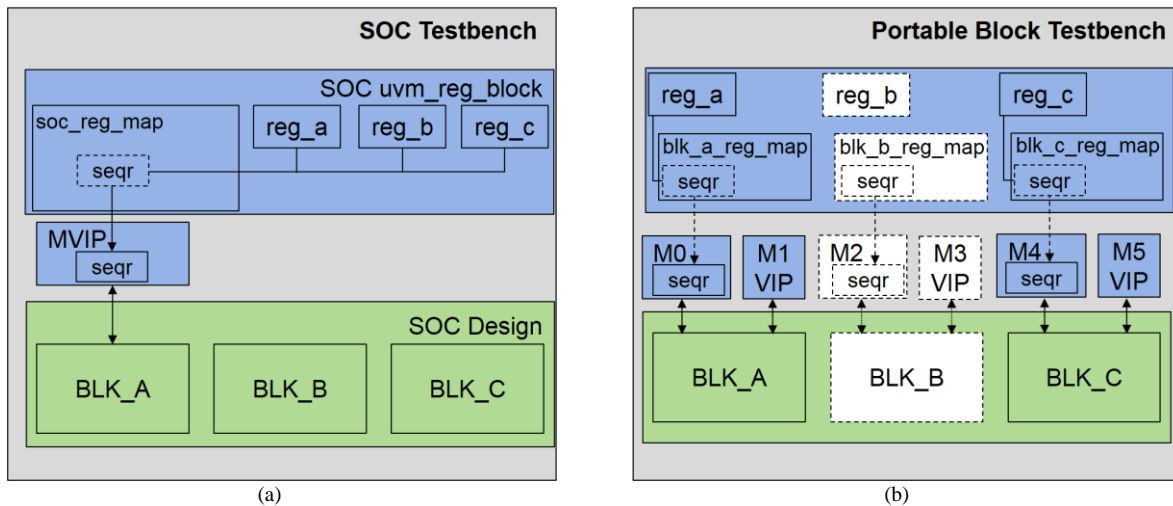 SOC Testbench
SOC uvm_reg_block
soc_reg_map
reg_a
reg_b
reg_c
seqr
MVIP
seqr
SOC Design
BLK_A
BLK_B
BLK_C
(a)
Portable Block Testbench
reg_a
reg_b
reg_c
blk_a_reg_map
blk_b_reg_map
blk_c_reg_map
seqr
seqr
seqr
M0
seqr
M1
VIP
M2
seqr
M3
VIP
M4
seqr
M5
VIP
BLK_A
BLK_B
BLK_C
(b)